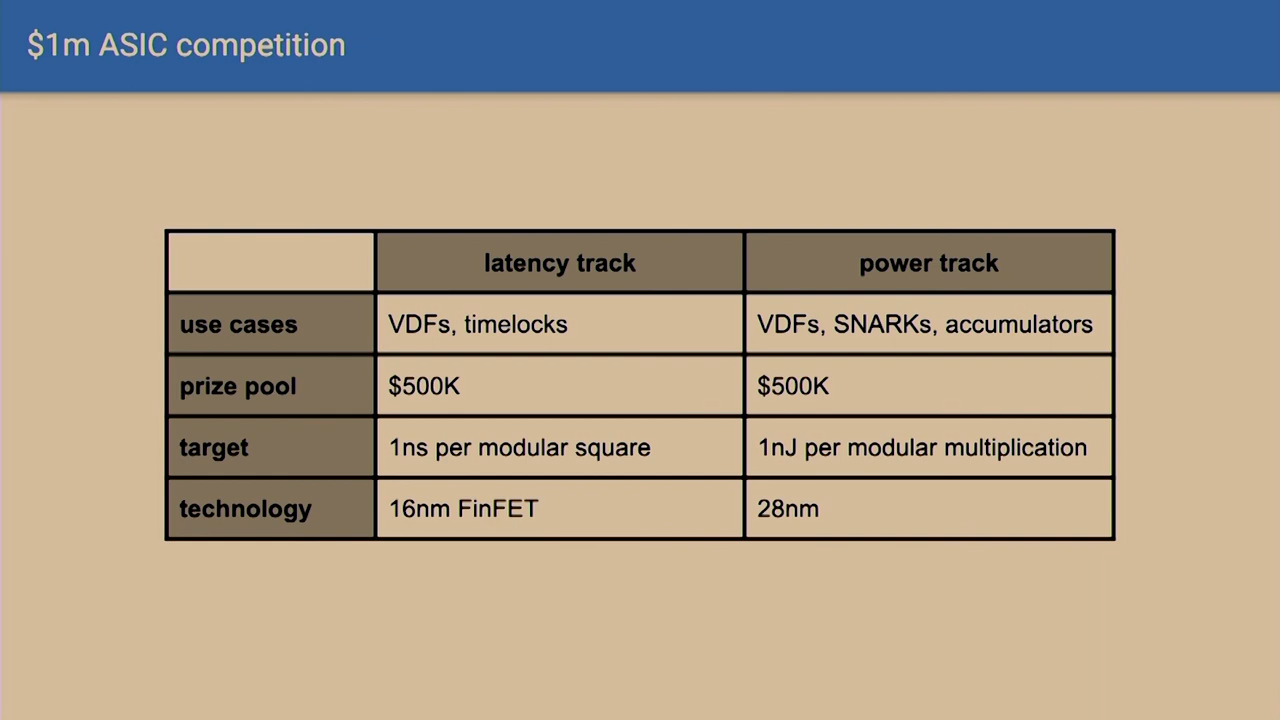 $1m ASIC competition
latency track power track
use cases VDFs, timelocks VDFs, SNARKs, accumulators
prize pool $500K $500K
target 1ns per modular square 1nJ per modular multiplication
technology 16nm FinFET 28nm